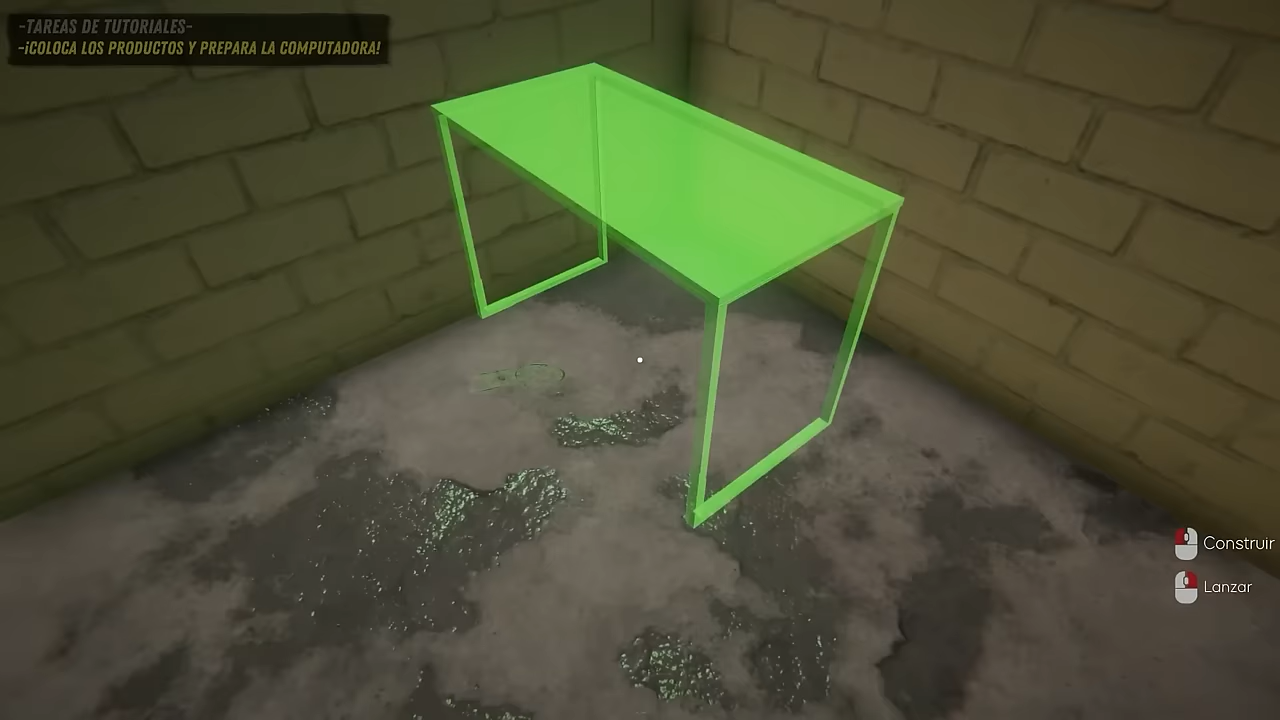 -TAREAS DE TUTORIALES-
-¡COLOCA LOS PRODUCTOS Y PREPARA LA COMPUTADORA!
Construir
Lanzar